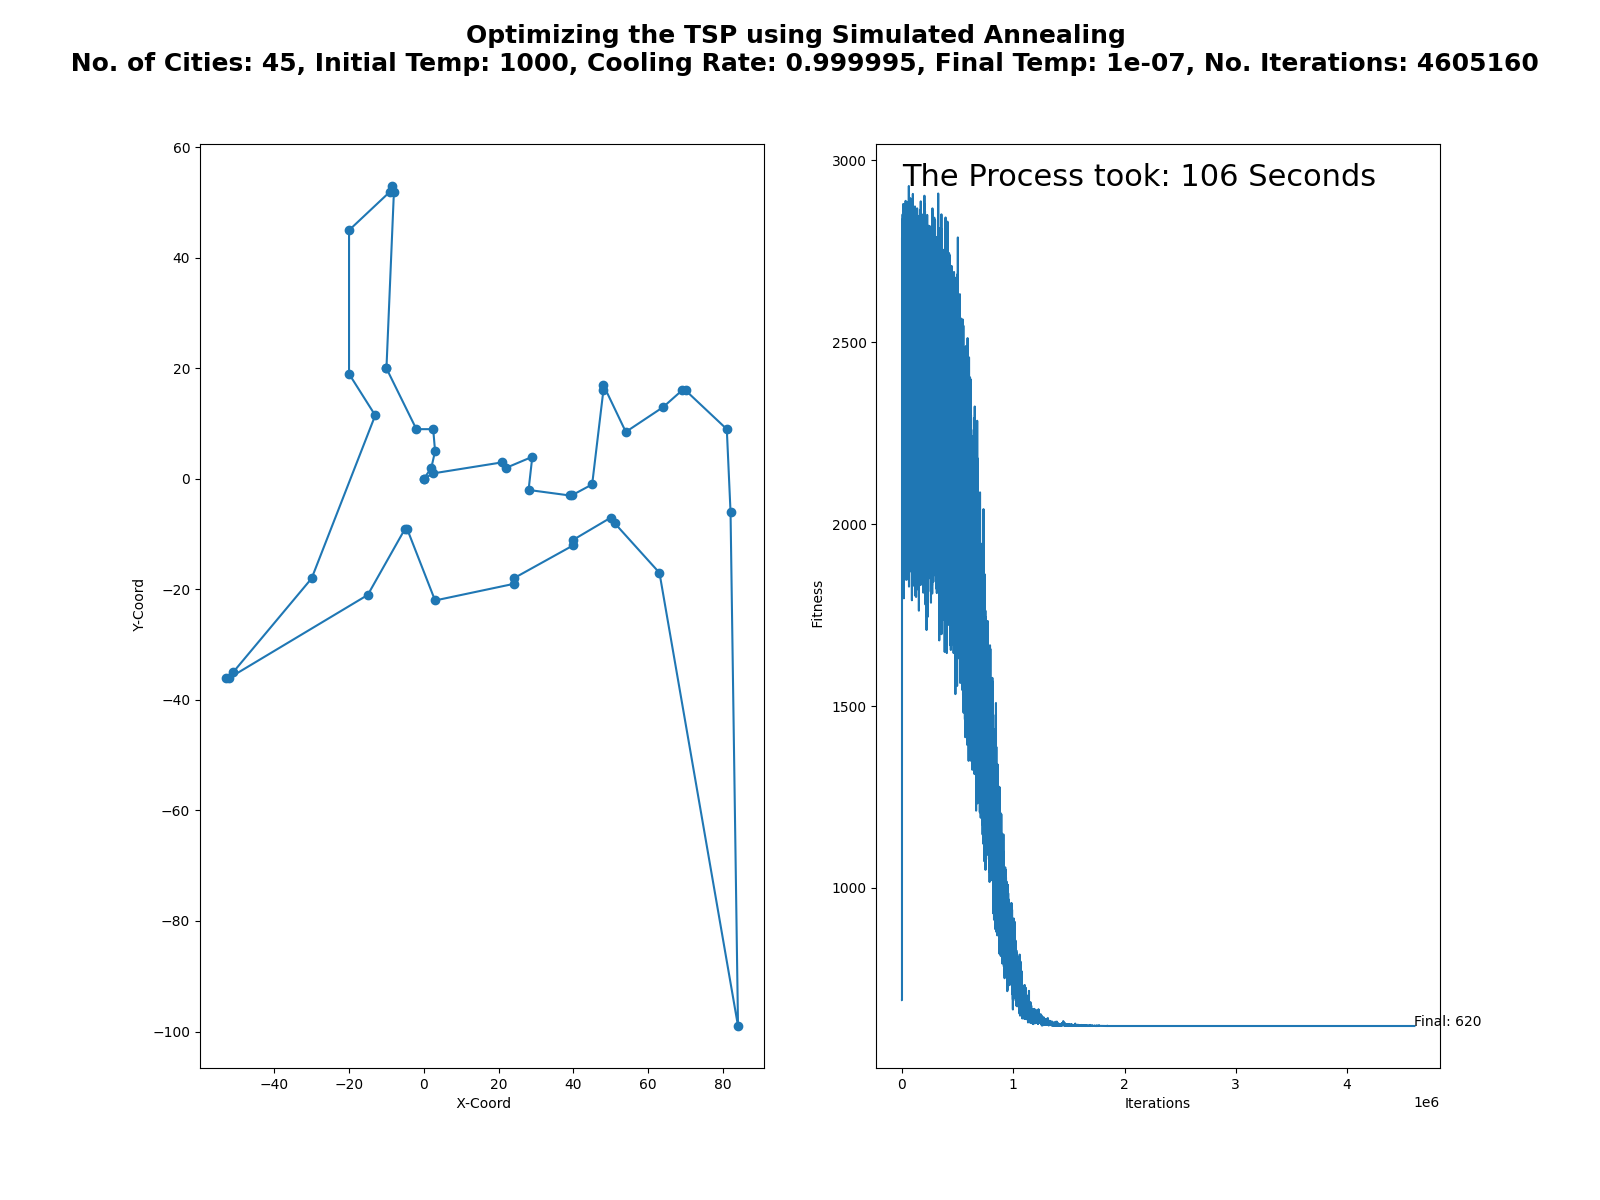 Optimizing the TSP using Simulated Annealing
No. of Cities: 45, Initial Temp: 1000, Cooling Rate: 0.999995, Final Temp: 1e-07, No. Iterations: 4605160
60
40
20
0
−20
−40
−60
−80
−100
Y-Coord
−40
−20
0
20
40
60
80
X-Coord
The Process took: 106 Seconds
3000
2500
2000
1500
1000
Fitness
Final: 620
0
1
2
3
4
1e6
Iterations